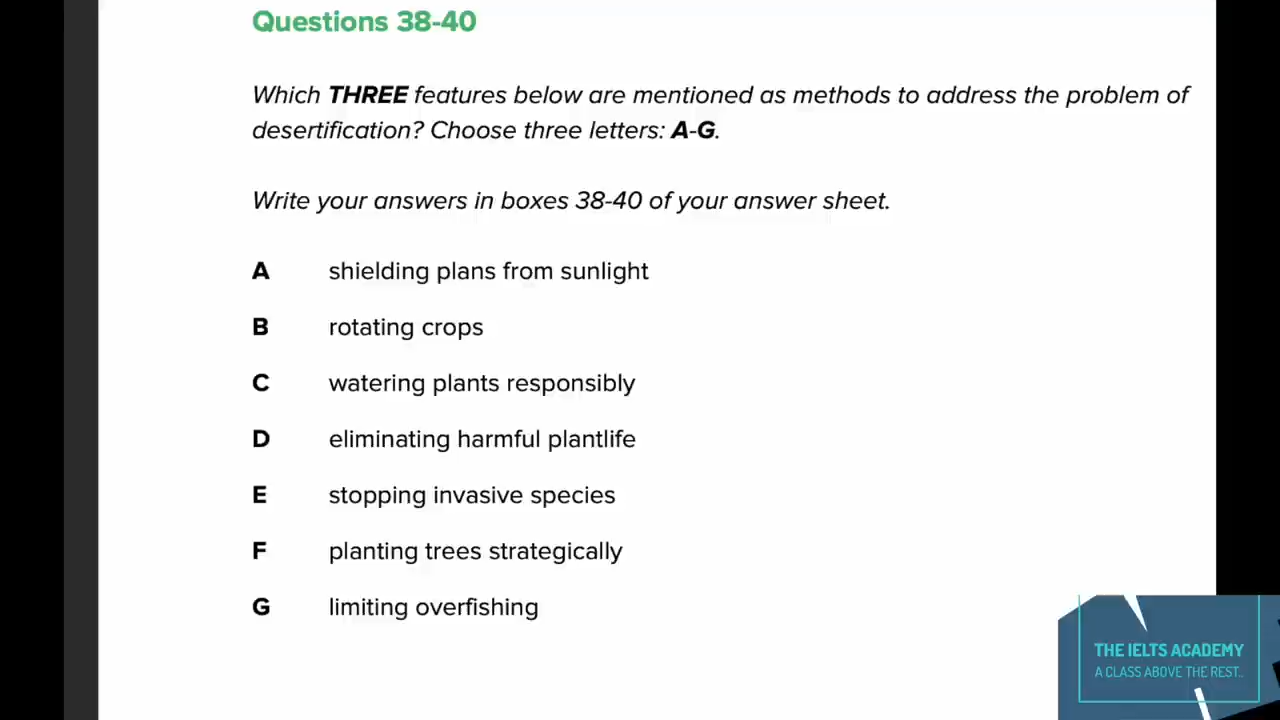 Questions 38-40
Which THREE features below are mentioned as methods to address the problem of
desertification? Choose three letters: A-G.
Write your answers in boxes 38-40 of your answer sheet.
A shielding plans from sunlight
B rotating crops
C watering plants responsibly
D eliminating harmful plantlife
E stopping invasive species
F planting trees strategically
G limiting overfishing
THE IELTS ACADEMY
A CLASS ABOVE THE REST..